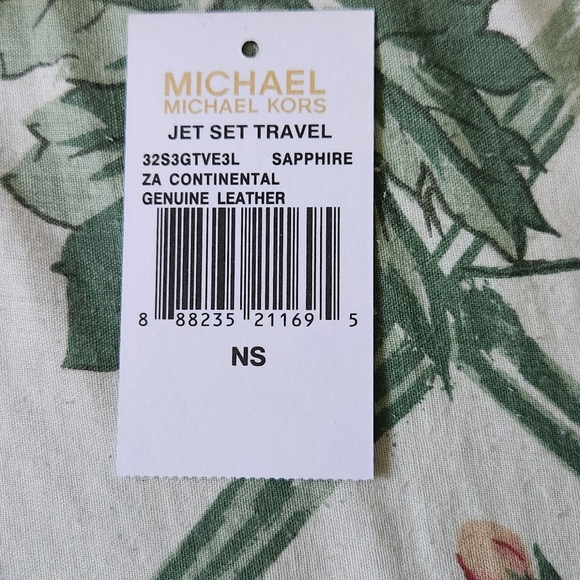 MICHAEL
MICHAEL KORS
JET SET TRAVEL
32S3GTVE3L SAPPHIRE
ZA CONTINENTAL
GENUINE LEATHER
8 88235 21169 5
NS